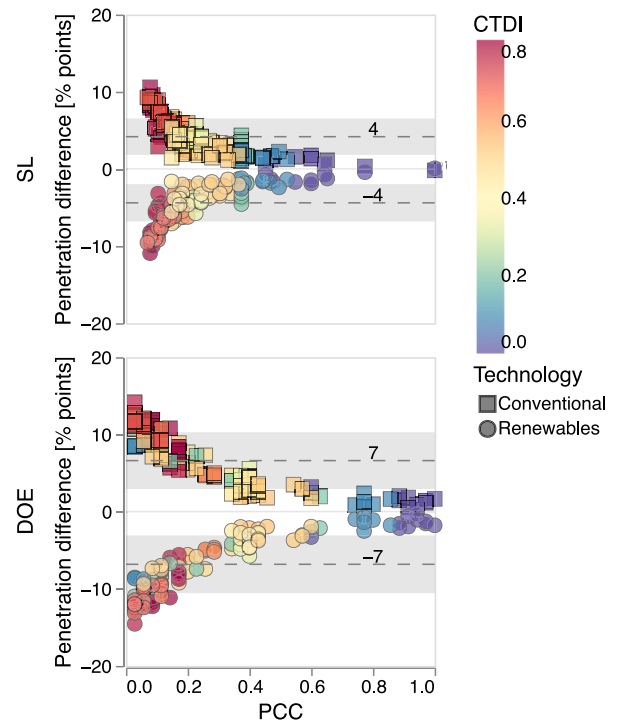 CTDI
20
10
0
−10
−20
SL
Penetration difference [% points]
4
−4
0.8
0.6
0.4
0.2
0.0
Technology
Conventional
Renewables
20
10
0
−10
−20
DOE
Penetration difference [% points]
7
−7
0.0 0.2 0.4 0.6 0.8 1.0
PCC